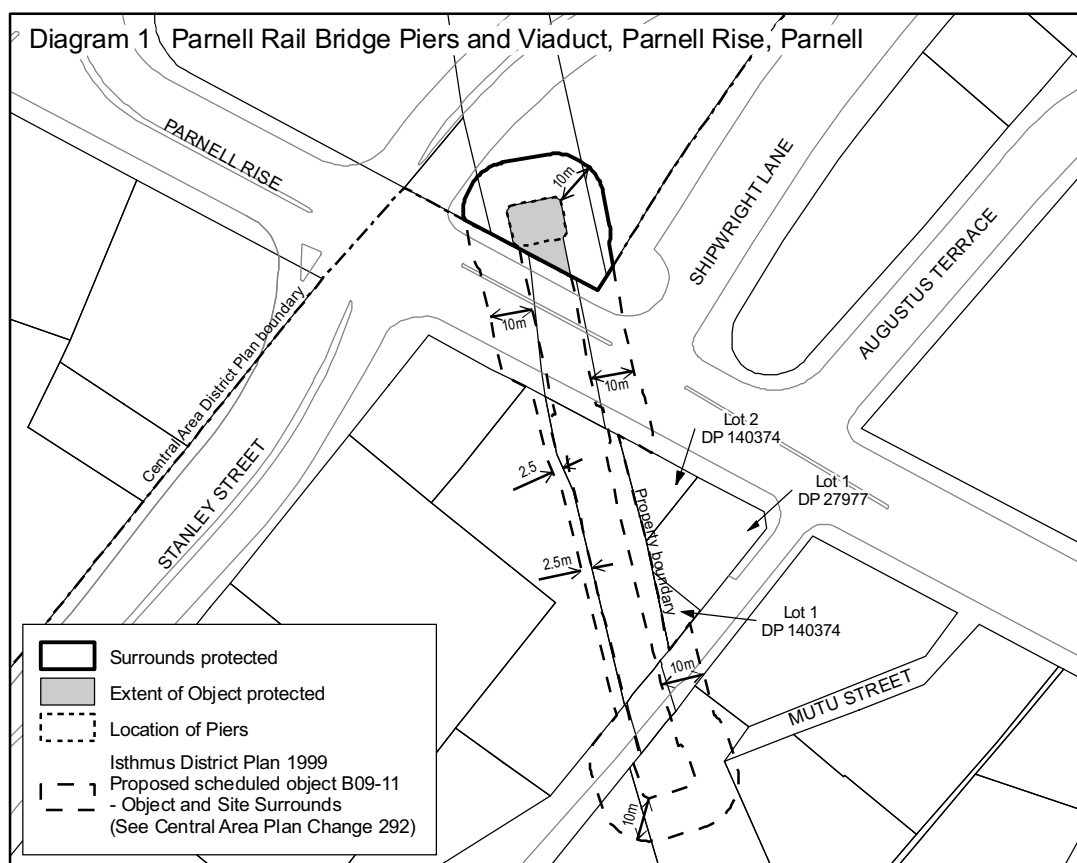 Diagram 1 Parnell Rail Bridge Piers and Viaduct, Parnell Rise, Parnell
PARNELL RISE
10m
SHIPWRIGHT LANE
AUGUSTUS TERRACE
Central Area District Plan boundary
10m
10m
STANLEY STREET
Lot 2
DP 140374
2.5
Lot 1
DP 27977
Property boundary
2.5m
Lot 1
DP 140374
10m
MUTU STREET
10m
Surrounds protected
Extent of Object protected
Location of Piers
Isthmus District Plan 1999
Proposed scheduled object B09-11
- Object and Site Surrounds
(See Central Area Plan Change 292)